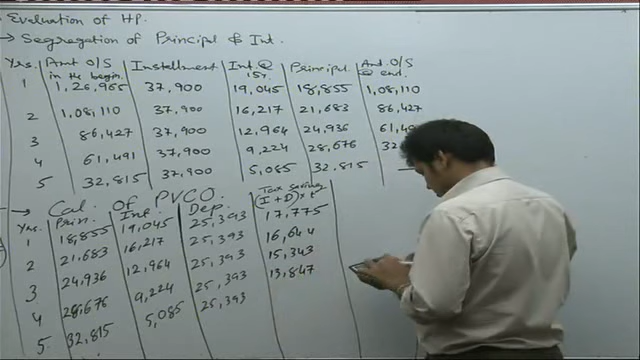 Evaluation of HP.
→ Segregation of Principl & Int.
Yrs. Amt O/S in the begin. Installment Int. @ 15%. Principal Amt. O/S @ end.
1 1,26,965 37,900 19,045 18,855 1,08,110
2 1,08,110 37,900 16,217 21,683 86,427
3 86,427 37,900 12,964 24,936 61,49
4 61,491 37,900 9,224 28,676 32
5 32,815 37,900 5,085 32,815 —
→ Cal. of PVCO.
Yrs. Prin. Int. Dep. Tax savings (I + D) × t
1 18,855 19,045 25,393 17,775
2 21,683 16,217 25,393 16,644
3 24,936 12,964 25,393 15,343
4 28,676 9,224 25,393 13,847
5. 32,815 5,085 25,393